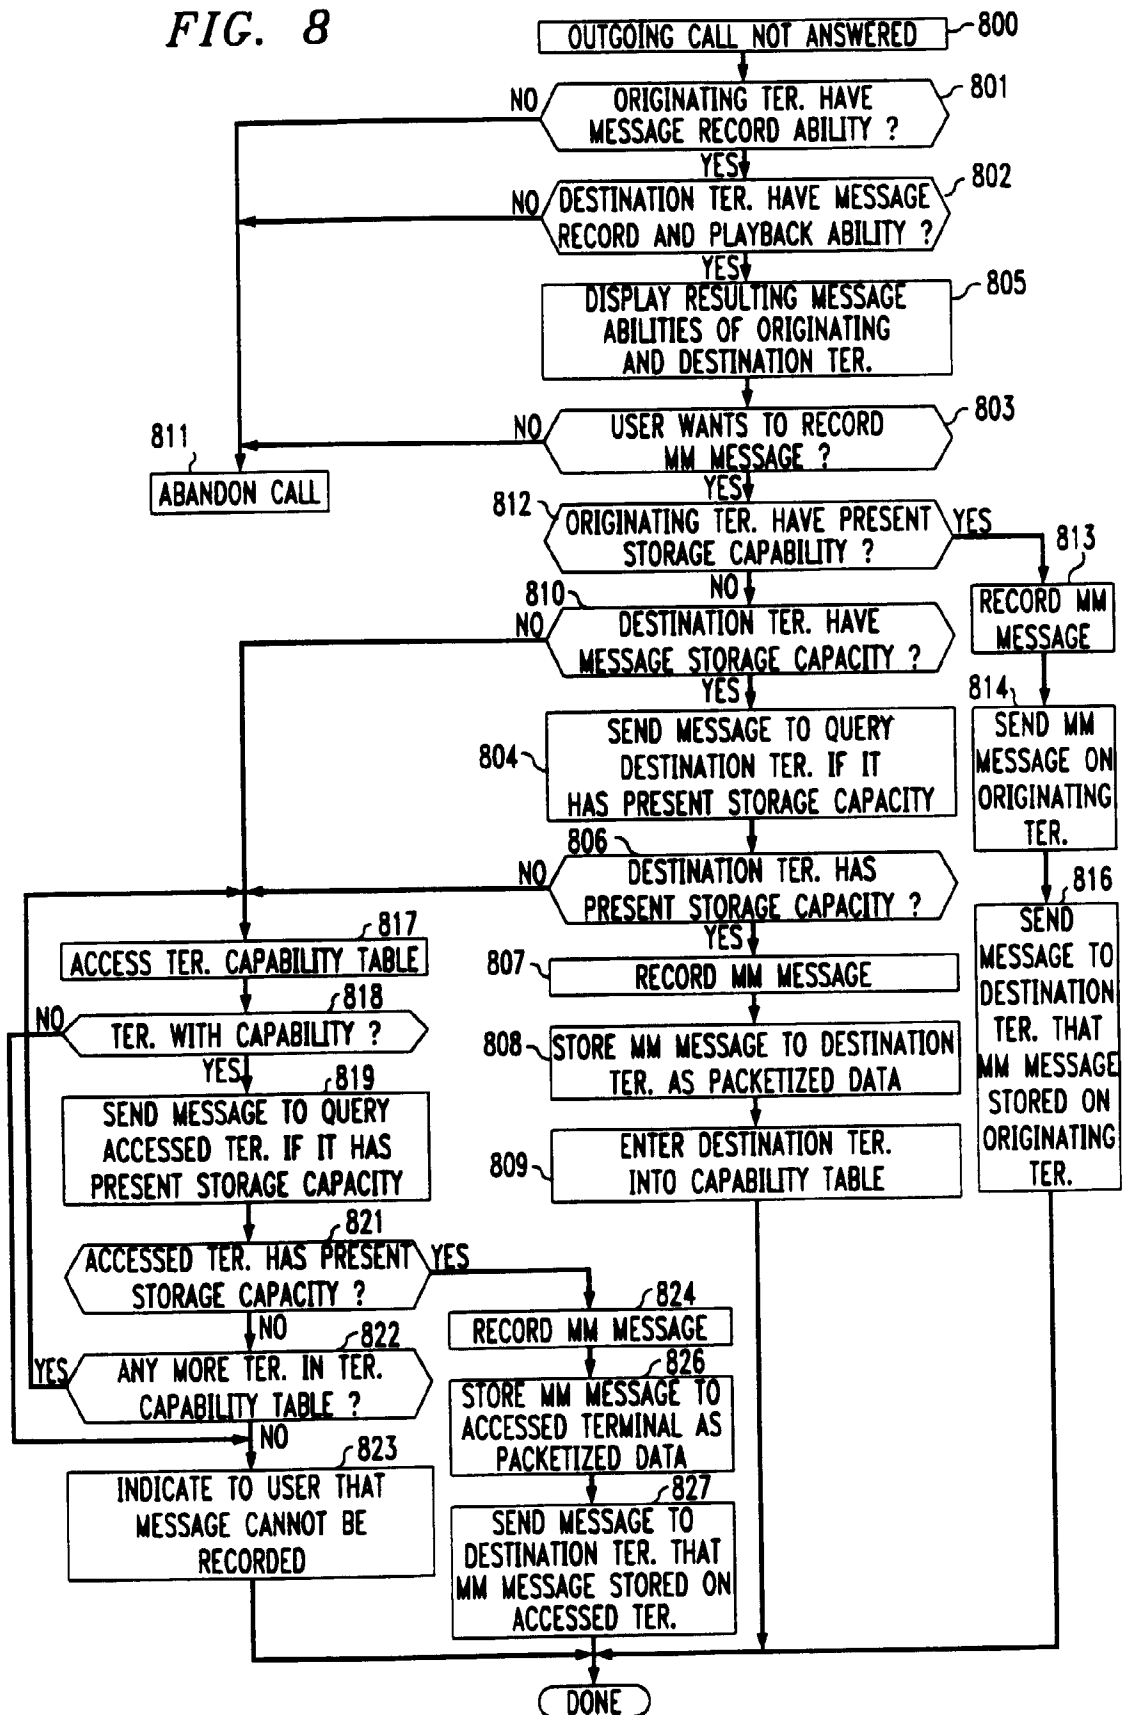 FIG. 8
OUTGOING CALL NOT ANSWERED
800
ORIGINATING TER. HAVE
MESSAGE RECORD ABILITY ?
801
NO
YES
DESTINATION TER. HAVE MESSAGE
RECORD AND PLAYBACK ABILITY ?
802
NO
YES
DISPLAY RESULTING MESSAGE
ABILITIES OF ORIGINATING
AND DESTINATION TER.
805
USER WANTS TO RECORD
MM MESSAGE ?
803
NO
YES
811
ABANDON CALL
812
ORIGINATING TER. HAVE PRESENT
STORAGE CAPABILITY ?
YES
NO
813
RECORD MM
MESSAGE
810
DESTINATION TER. HAVE
MESSAGE STORAGE CAPACITY ?
NO
YES
814
SEND MM
MESSAGE ON
ORIGINATING
TER.
804
SEND MESSAGE TO QUERY
DESTINATION TER. IF IT
HAS PRESENT STORAGE CAPACITY
806
DESTINATION TER. HAS
PRESENT STORAGE CAPACITY ?
NO
YES
816
SEND
MESSAGE TO
DESTINATION
TER. THAT
MM MESSAGE
STORED ON
ORIGINATING
TER.
817
ACCESS TER. CAPABILITY TABLE
807
RECORD MM MESSAGE
818
TER. WITH CAPABILITY ?
NO
YES
808
STORE MM MESSAGE TO DESTINATION
TER. AS PACKETIZED DATA
819
SEND MESSAGE TO QUERY
ACCESSED TER. IF IT HAS
PRESENT STORAGE CAPACITY
809
ENTER DESTINATION TER.
INTO CAPABILITY TABLE
821
ACCESSED TER. HAS PRESENT
STORAGE CAPACITY ?
YES
NO
824
RECORD MM MESSAGE
822
ANY MORE TER. IN TER.
CAPABILITY TABLE ?
YES
NO
826
STORE MM MESSAGE TO
ACCESSED TERMINAL AS
PACKETIZED DATA
823
INDICATE TO USER THAT
MESSAGE CANNOT BE
RECORDED
827
SEND MESSAGE TO
DESTINATION TER. THAT
MM MESSAGE STORED ON
ACCESSED TER.
DONE